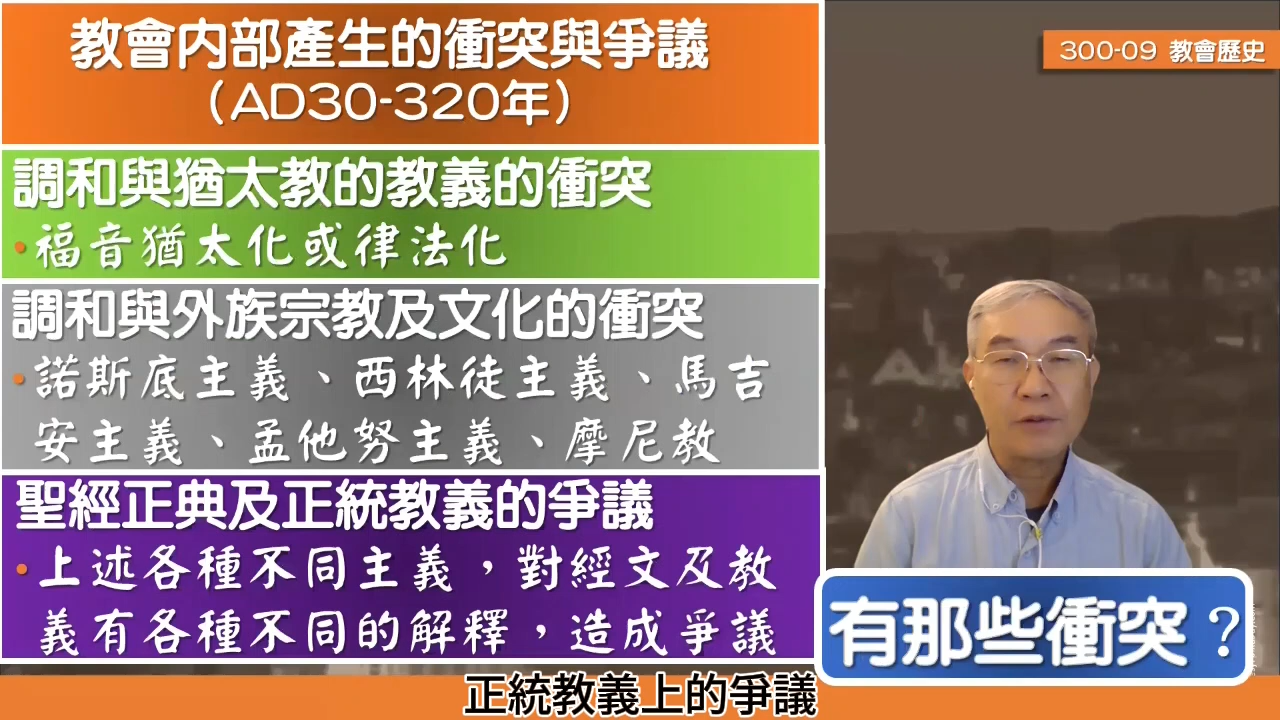 教會內部產生的衝突與爭議
（AD30-320年）
300-09 教會歷史
調和與猶太教的教義的衝突
•福音猶太化或律法化
調和與外族宗教及文化的衝突
•諾斯底主義、西林徒主義、馬吉
安主義、孟他努主義、摩尼教
聖經正典及正統教義的爭議
•上述各種不同主義，對經文及教
義有各種不同的解釋，造成爭議
有那些衝突？
正統教義上的爭議